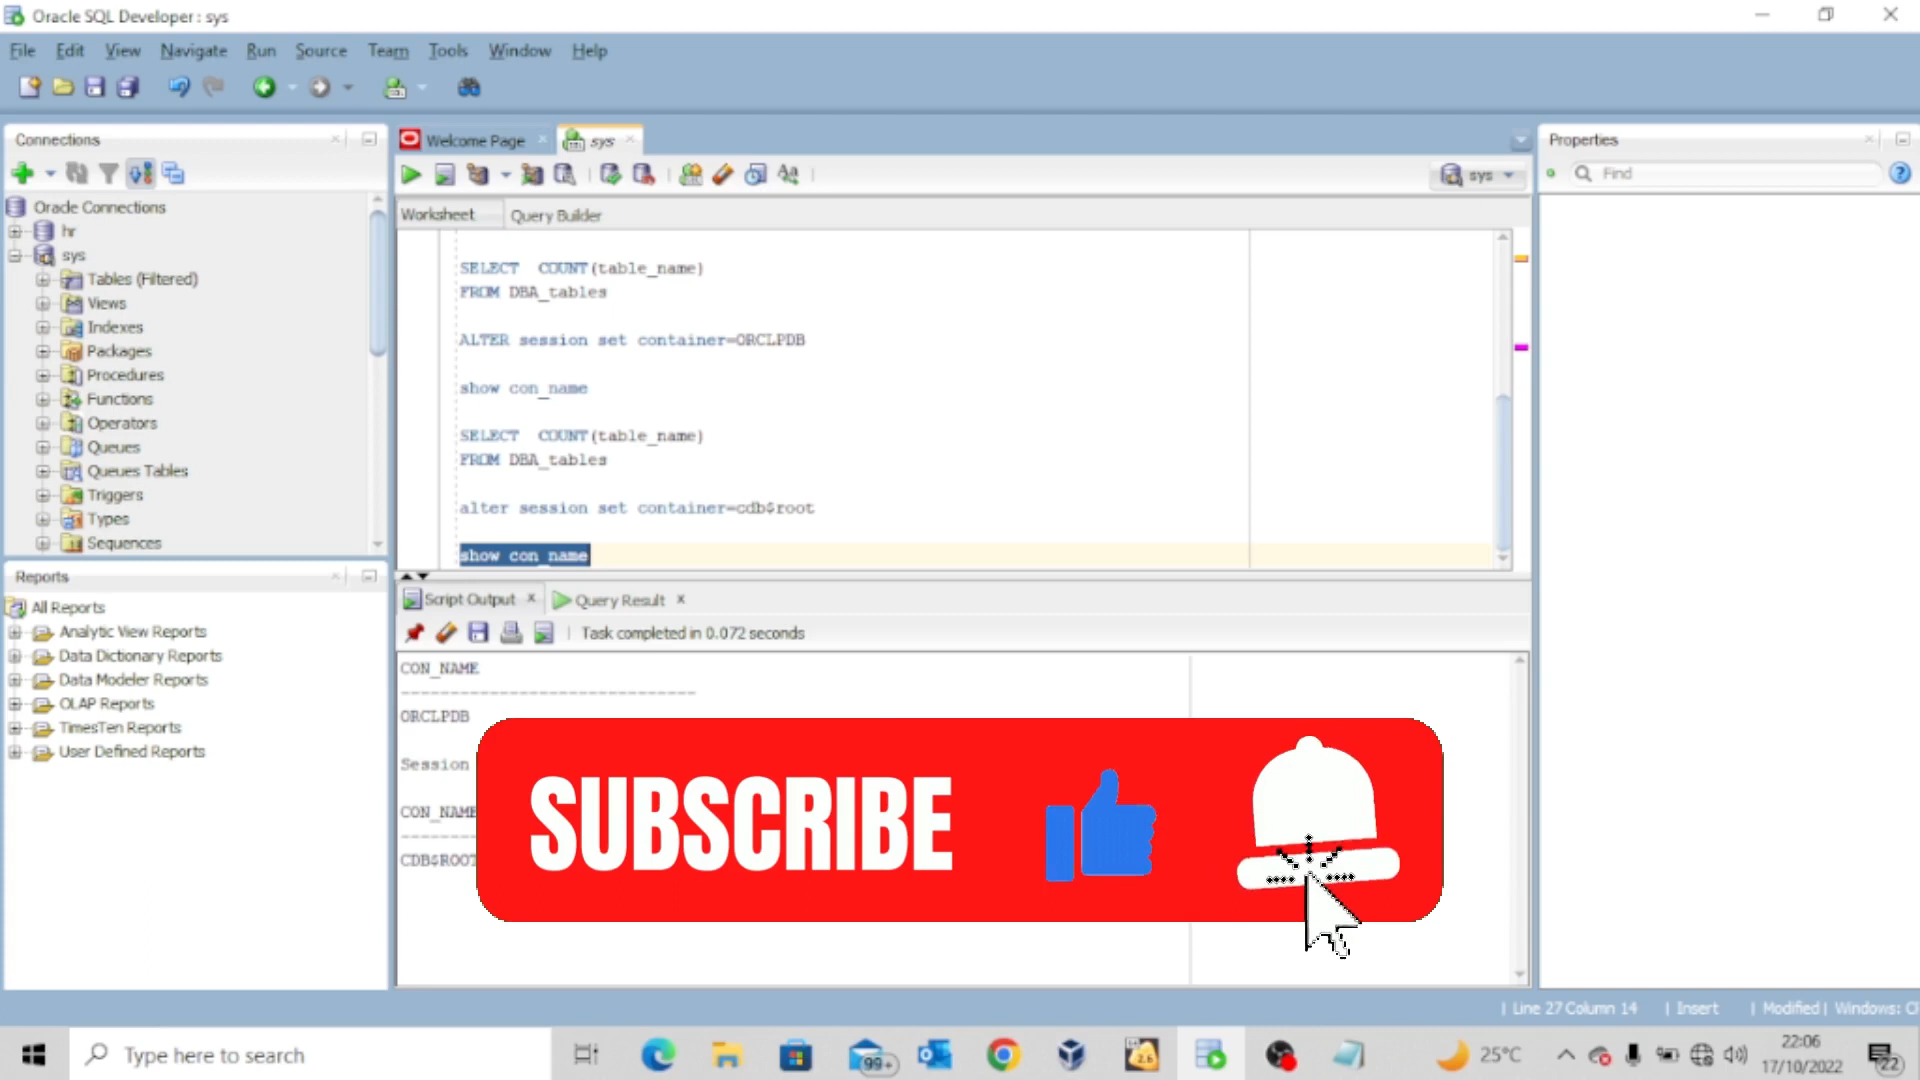 Oracle SQL Developer : sys
File Edit View Navigate Run Source Team Tools Window Help
Connections
Oracle Connections
hr
sys
Tables (Filtered)
Views
Indexes
Packages
Procedures
Functions
Operators
Queues
Queues Tables
Triggers
Types
Sequences
Reports
All Reports
Analytic View Reports
Data Dictionary Reports
Data Modeler Reports
OLAP Reports
TimesTen Reports
User Defined Reports
Welcome Page sys
sys
Worksheet Query Builder
SELECT COUNT(table_name)
FROM DBA_tables
ALTER session set container=ORCLPDB
show con_name
SELECT COUNT(table_name)
FROM DBA_tables
alter session set container=cdb$root
show con_name
Script Output Query Result
Task completed in 0.072 seconds
CON_NAME
------------------------------
ORCLPDB
Session
CON_NAME
CDB$ROOT
SUBSCRIBE
Properties
Find
Line 27 Column 14 | Insert | Modified | Windows: C
Type here to search
99+
2.6
25°C
22:06
17/10/2022
22